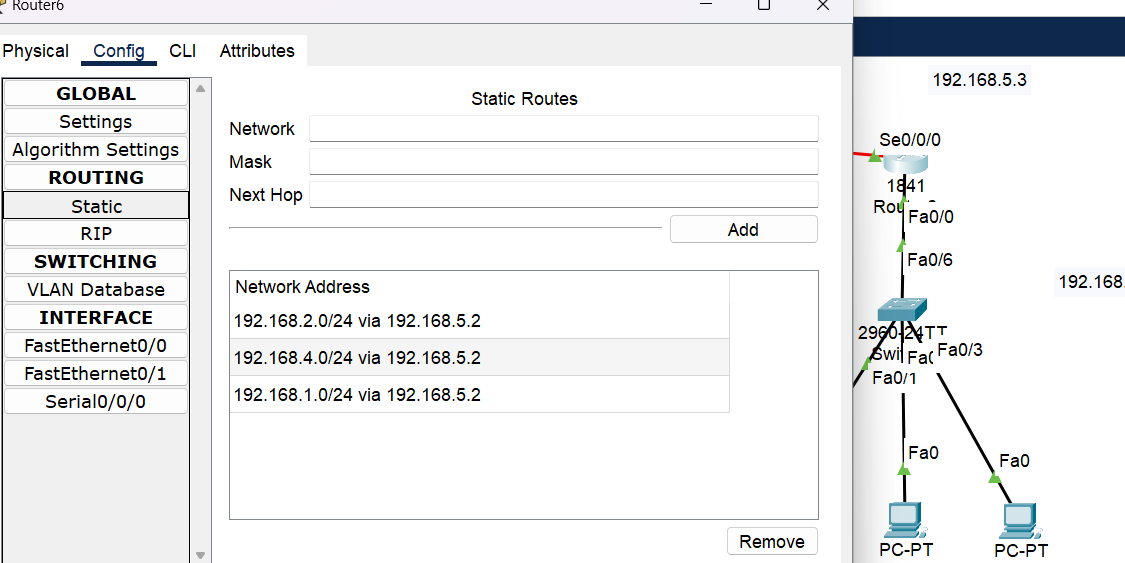 Router6
Physical
Config
CLI
Attributes
GLOBAL
Settings
Algorithm Settings
ROUTING
Static
RIP
SWITCHING
VLAN Database
INTERFACE
FastEthernet0/0
FastEthernet0/1
Serial0/0/0
Static Routes
Network
Mask
Next Hop
Add
Network Address
192.168.2.0/24 via 192.168.5.2
192.168.4.0/24 via 192.168.5.2
192.168.1.0/24 via 192.168.5.2
Remove
192.168.5.3
Se0/0/0
1841
Fa0/0
Fa0/6
192.168.
2960-24TT
Fa0/3
Fa0/1
Fa0
Fa0
PC-PT
PC-PT